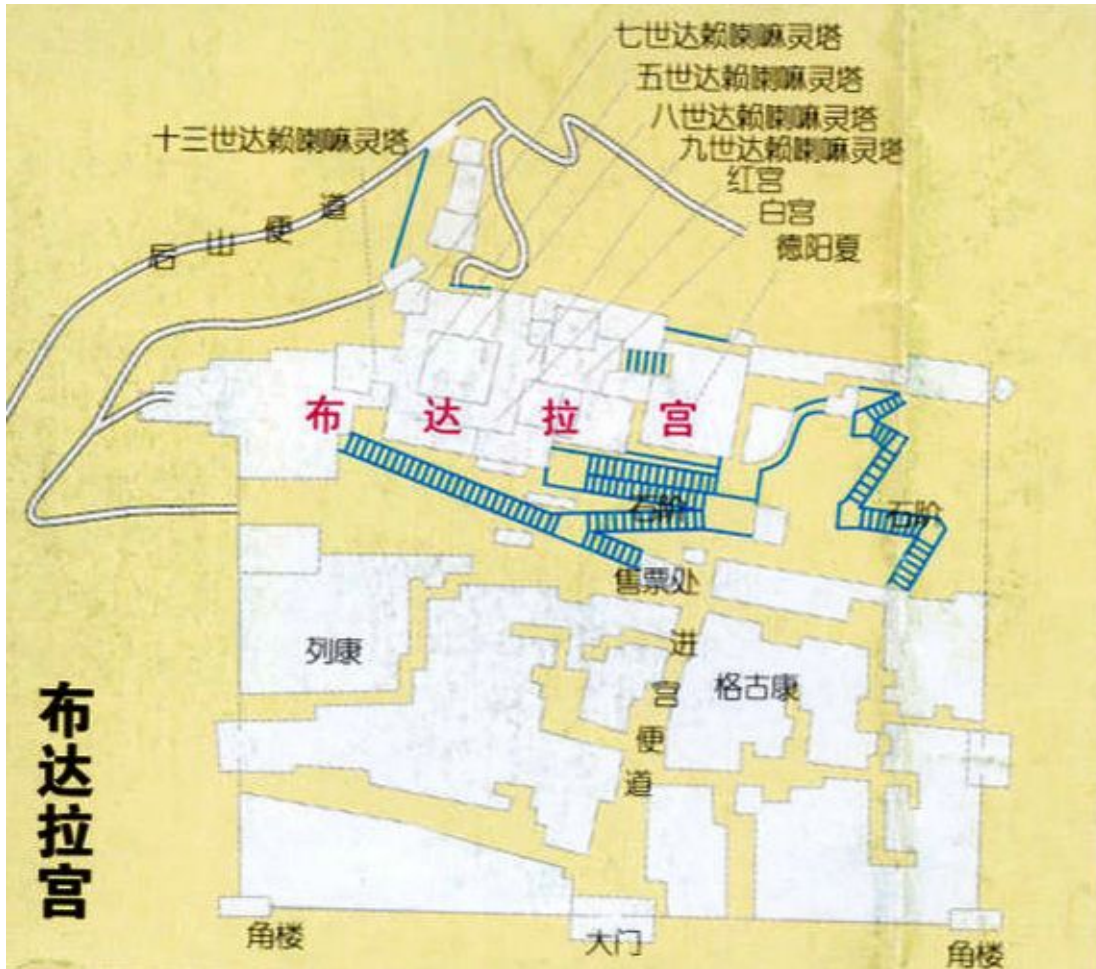 七世达赖喇嘛灵塔
五世达赖喇嘛灵塔
八世达赖喇嘛灵塔
十三世达赖喇嘛灵塔
九世达赖喇嘛灵塔
红宫
白宫
德阳夏
后山便道
布达拉宫
石阶
石阶
售票处
列康
进宫便道
格古康
布达拉宫
角楼
大门
角楼